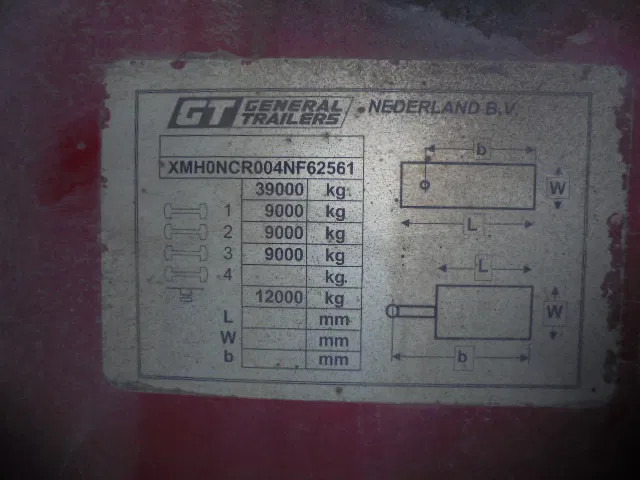 GT GENERAL TRAILERS NEDERLAND B.V.
XMH0NCR004NF62561
39000 kg
1 9000 kg
2 9000 kg
3 9000 kg
4 kg
12000 kg
L mm
W mm
b mm
b
W
L
L
W
b